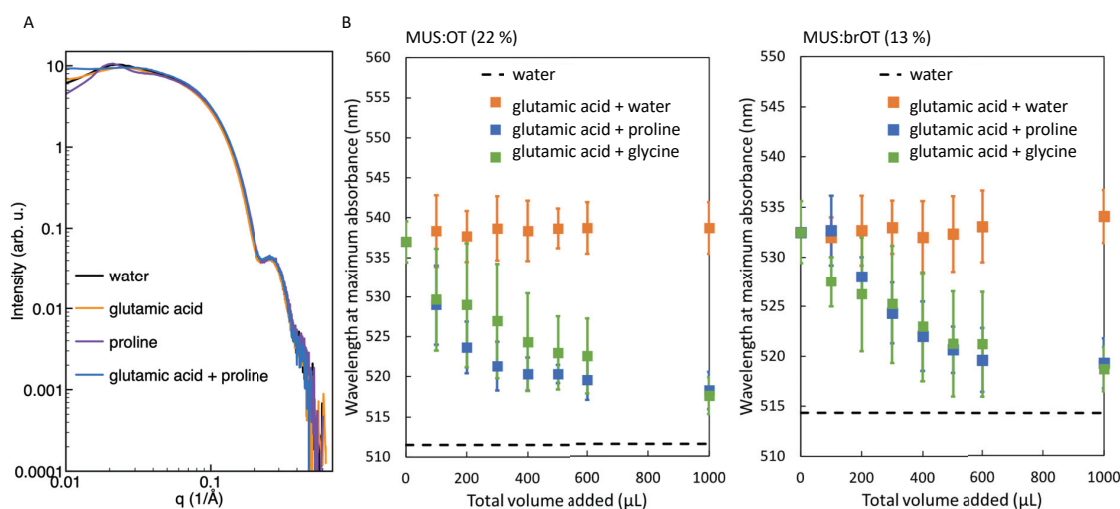 A
Intensity (arb. u.)
10
1
0.1
0.01
0.001
0.0001
0.01
0.1
q (1/Å)
water
glutamic acid
proline
glutamic acid + proline
B
MUS:OT (22 %)
Wavelength at maximum absorbance (nm)
560
555
550
545
540
535
530
525
520
515
510
0
200
400
600
800
1000
Total volume added (µL)
water
glutamic acid + water
glutamic acid + proline
glutamic acid + glycine
MUS:brOT (13 %)
Wavelength at maximum absorbance (nm)
550
545
540
535
530
525
520
515
510
0
200
400
600
800
1000
Total volume added (µL)
water
glutamic acid + water
glutamic acid + proline
glutamic acid + glycine